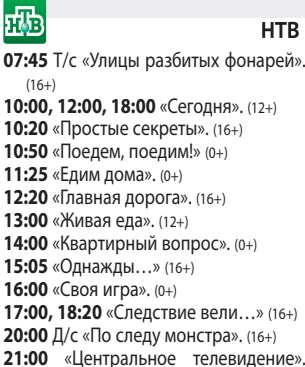 НТВ НТВ
07:45 Т/с «Улицы разбитых фонарей».
(16+)
10:00, 12:00, 18:00 «Сегодня». (12+)
10:20 «Простые секреты». (16+)
10:50 «Поедем, поедим!» (0+)
11:25 «Едим дома». (0+)
12:20 «Главная дорога». (16+)
13:00 «Живая еда». (12+)
14:00 «Квартирный вопрос». (0+)
15:05 «Однажды…» (16+)
16:00 «Своя игра». (0+)
17:00, 18:20 «Следствие вели…» (16+)
20:00 Д/с «По следу монстра». (16+)
21:00 «Центральное телевидение».